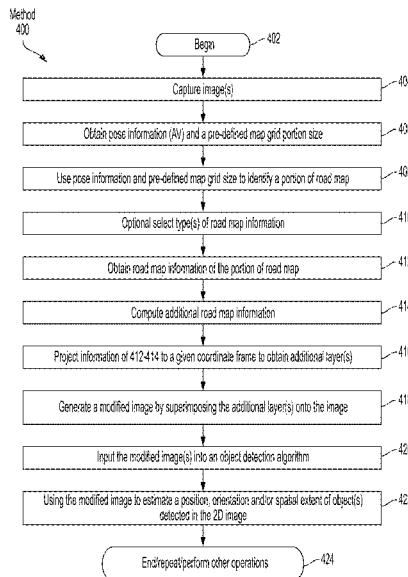 Method
400
Begin
402
Capture image(s)
404
Obtain pose information (AV) and a pre-defined map grid portion size
Use pose information and pre-defined map grid size to identify a portion of road map
Optional select type(s) of road map information
Obtain road map information of the portion of road map
Compute additional road map information
414
Project information of 412-414 to a given coordinate frame to obtain additional layer(s)
Generate a modified image by superimposing the additional layer(s) onto the image
Input the modified image(s) into an object detection algorithm
Using the modified image to estimate a position, orientation and/or spatial extent of object(s)
detected in the 2D image
End/repeat/perform other operations
424